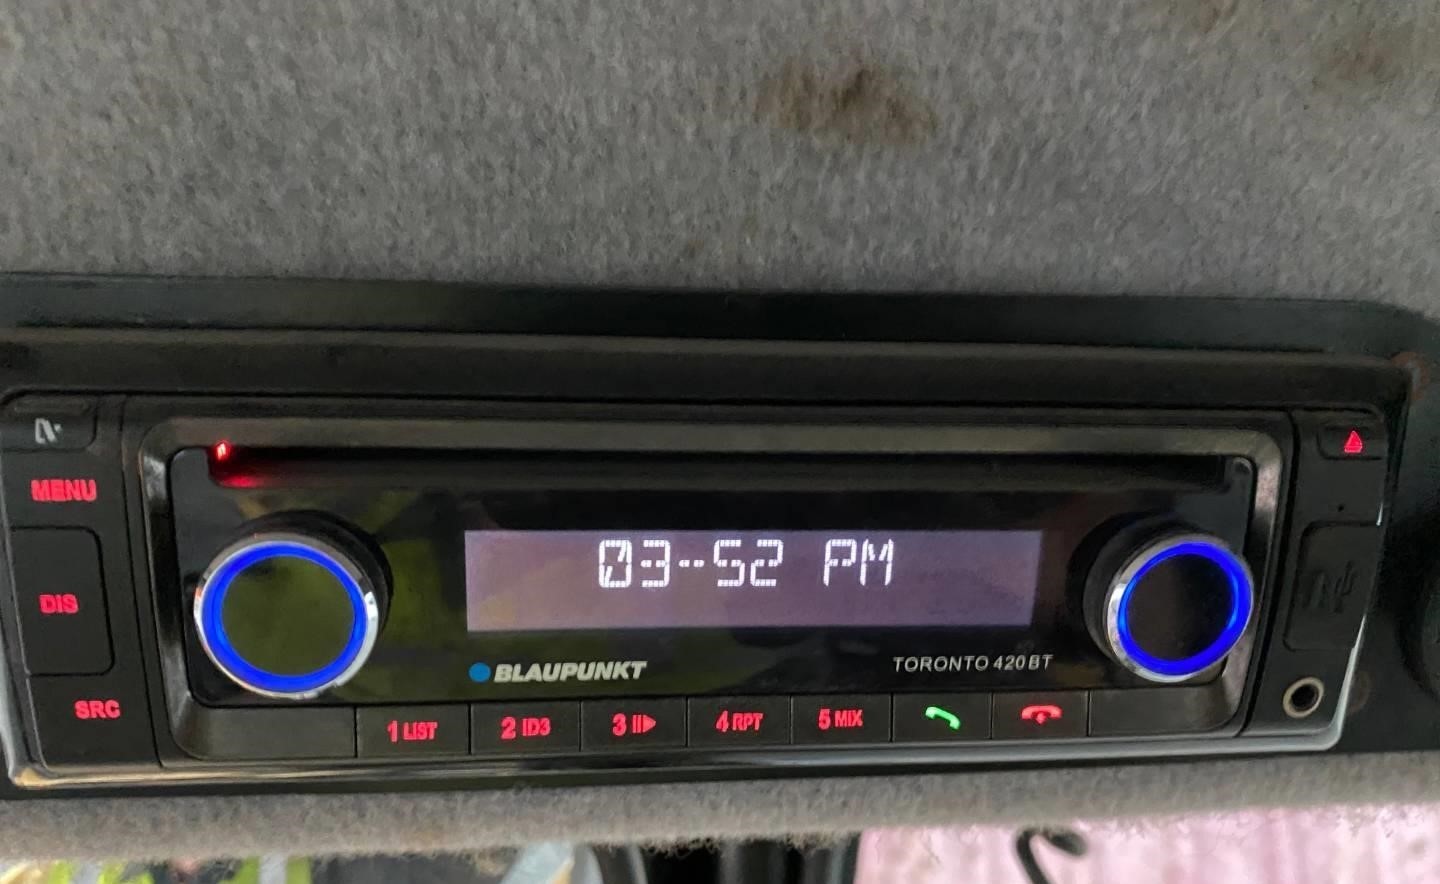 MENU
03--52 PM
DIS
BLAUPUNKT
TORONTO 420 BT
SRC
1 LIST
2 ID3
3
4 RPT
5 MIX